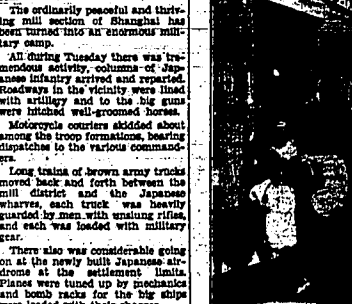 The ordinarily peaceful and thriv-
ing mill section of Shanghai has
been turned into an enormous mili-
tary camp.
All during Tuesday there was tre-
mendous activity, columns of Jap-
anese infantry arrived and reparted.
Roadways in the vicinity were lined
with artillery and to the big guns
were hitched well-groomed horses.
Motorcycle couriers skidded about
among the troop formations, bearing
dispatches to the various command-
ers.
Long trains of brown army trucks
moved back and forth between the
mill district and the Japanese
wharves, each truck was heavily
guarded by men with unslung rifles,
and each was loaded with military
gear.
There also was considerable going
on at the newly built Japanese air-
drome at the settlement limits.
Planes were tuned up by mechanics
and bomb racks for the big ships